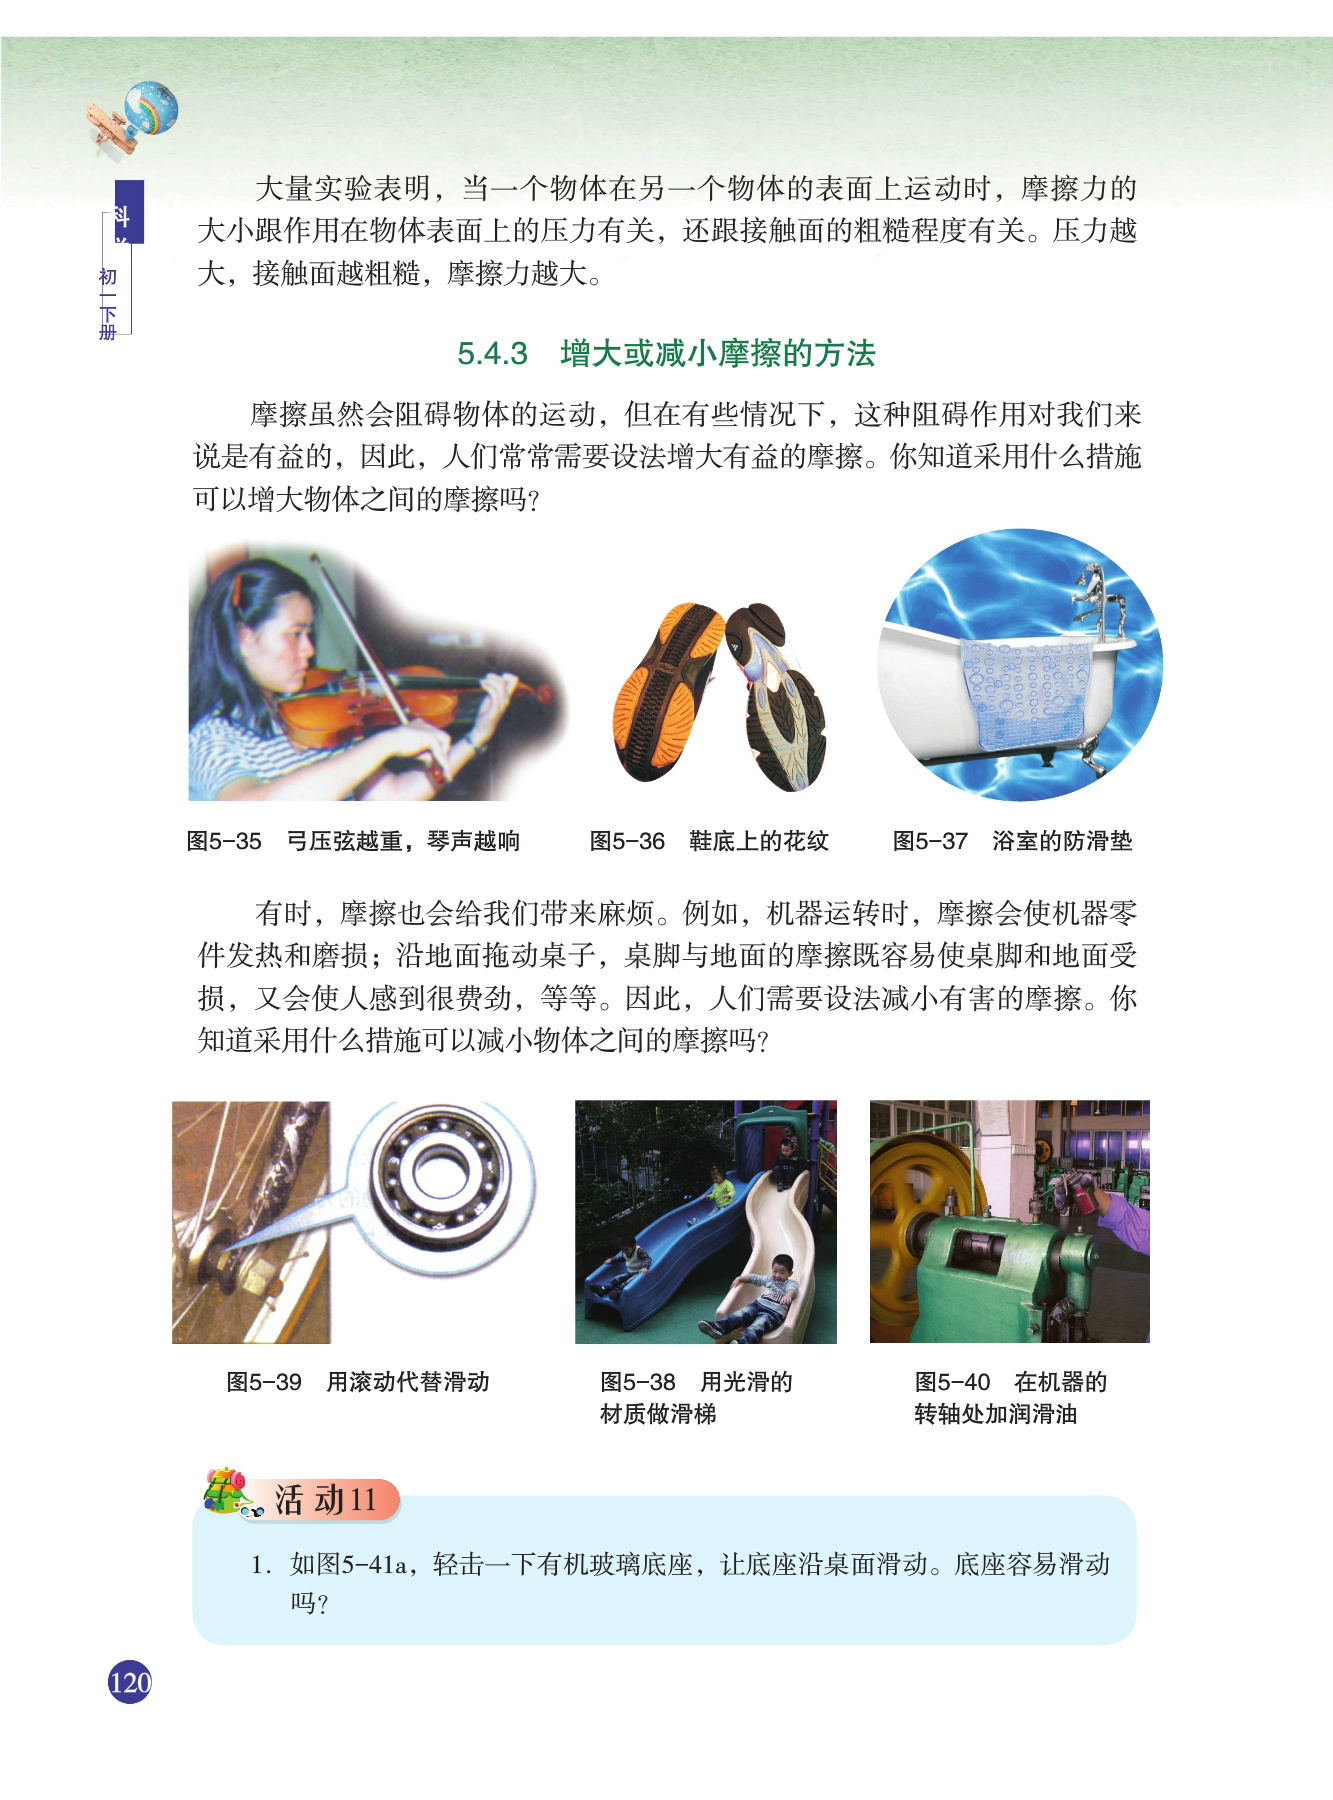 科
初一下册
大量实验表明，当一个物体在另一个物体的表面上运动时，摩擦力的
大小跟作用在物体表面上的压力有关，还跟接触面的粗糙程度有关。压力越
大，接触面越粗糙，摩擦力越大。
5.4.3 增大或减小摩擦的方法
摩擦虽然会阻碍物体的运动，但在有些情况下，这种阻碍作用对我们来
说是有益的，因此，人们常常需要设法增大有益的摩擦。你知道采用什么措施
可以增大物体之间的摩擦吗？
图5-35 弓压弦越重，琴声越响
图5-36 鞋底上的花纹
图5-37 浴室的防滑垫
有时，摩擦也会给我们带来麻烦。例如，机器运转时，摩擦会使机器零
件发热和磨损；沿地面拖动桌子，桌脚与地面的摩擦既容易使桌脚和地面受
损，又会使人感到很费劲，等等。因此，人们需要设法减小有害的摩擦。你
知道采用什么措施可以减小物体之间的摩擦吗？
图5-39 用滚动代替滑动
图5-38 用光滑的
材质做滑梯
图5-40 在机器的
转轴处加润滑油
活动11
1. 如图5-41a，轻击一下有机玻璃底座，让底座沿桌面滑动。底座容易滑动
吗？
120